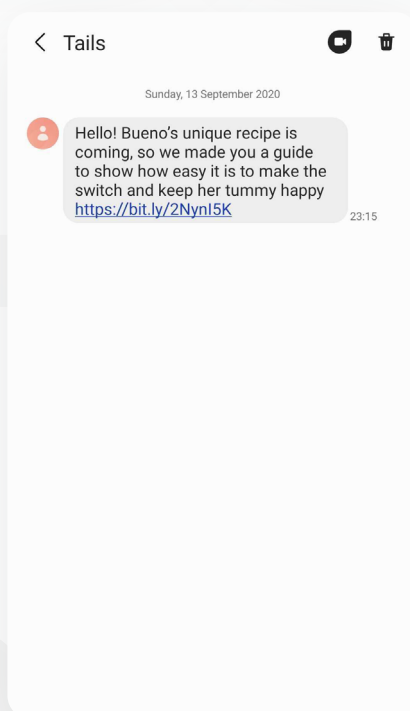 Tails
Sunday, 13 September 2020
Hello! Bueno's unique recipe is
coming, so we made you a guide
to show how easy it is to make the
switch and keep her tummy happy
https://bit.ly/2NynI5K
23:15